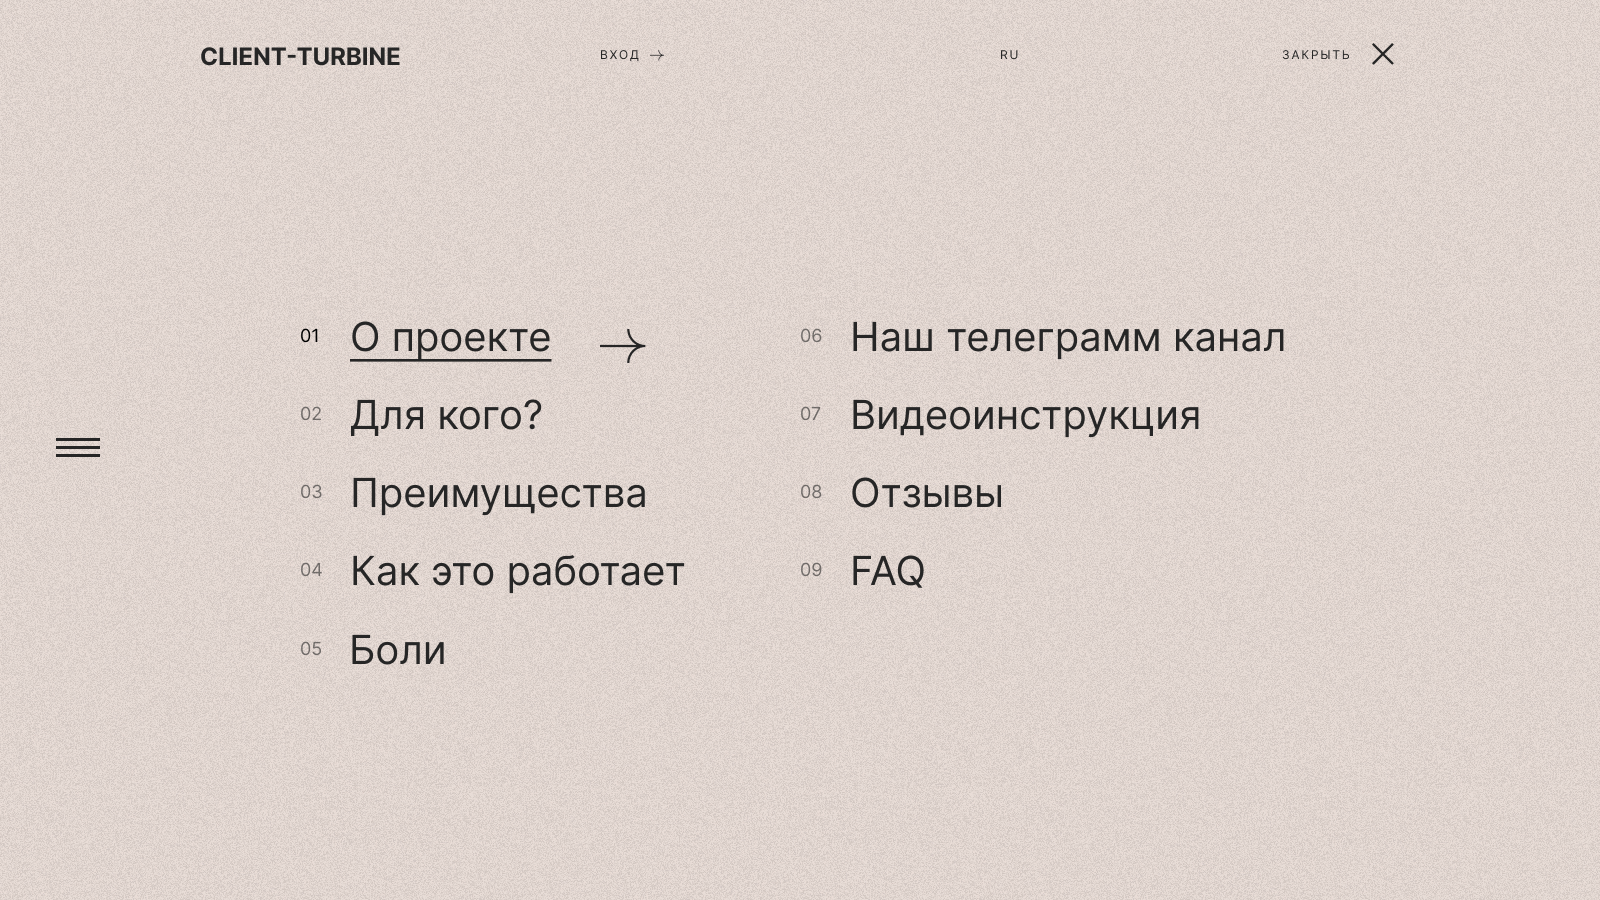 CLIENT-TURBINE
ВХОД
RU
ЗАКРЫТЬ
01 О проекте
02 Для кого?
03 Преимущества
04 Как это работает
05 Боли
06 Наш телеграмм канал
07 Видеоинструкция
08 Отзывы
09 FAQ